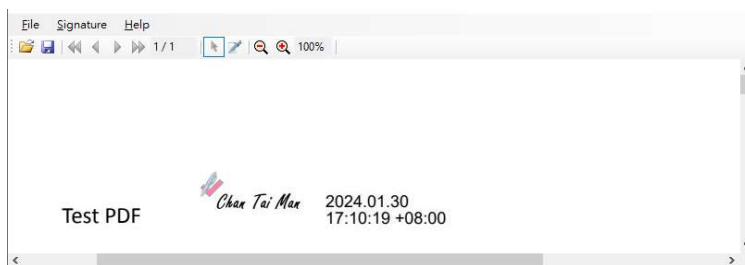 File Signature Help
1 / 1 100%
Test PDF
Chan Tai Man
2024.01.30
17:10:19 +08:00